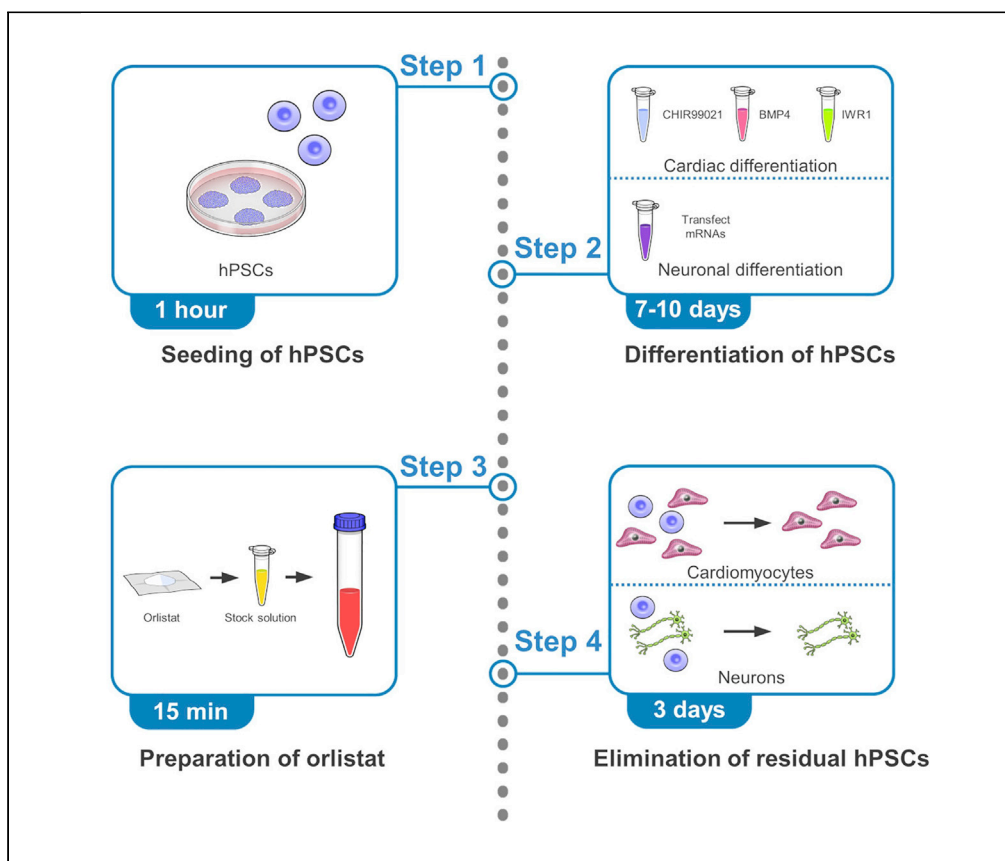 Step 1
hPSCs
1 hour
Seeding of hPSCs
CHIR99021
BMP4
IWR1
Cardiac differentiation
Transfect
mRNAs
Step 2
Neuronal differentiation
7-10 days
Differentiation of hPSCs
Step 3
Orlistat
Stock solution
15 min
Preparation of orlistat
Cardiomyocytes
Step 4
Neurons
3 days
Elimination of residual hPSCs